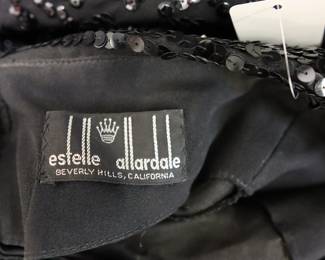 estelle allardale
BEVERLY HILLS, CALIFORNIA